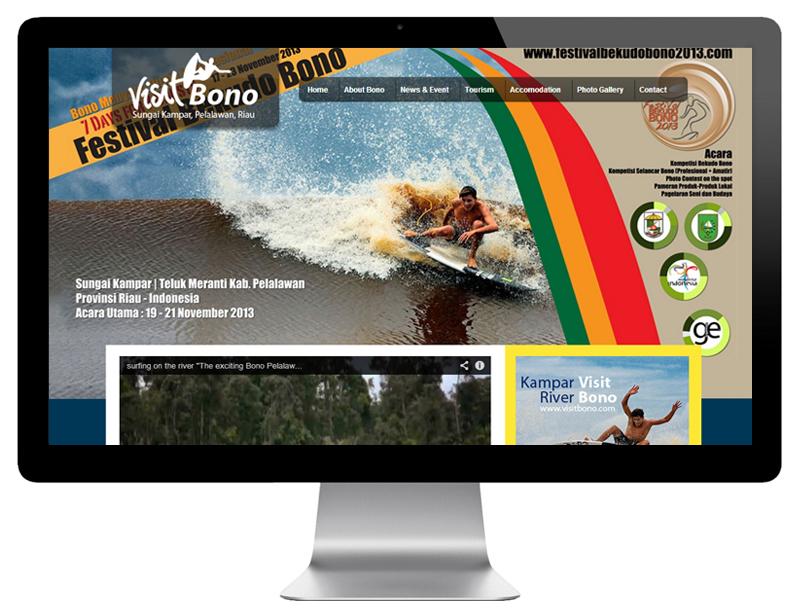 www.festivalbekudobono2013.com
17 - 23 November 2013
Bono
7 DAYS
Festival Bekudo Bono
Visit Bono
Sungai Kampar, Pelalawan, Riau
Home
About Bono
News & Event
Tourism
Accomodation
Photo Gallery
Contact
BONO
2013
Acara
Kompetisi Bekudo Bono
Kompetisi Selancar Bono (Profesional + Amatir)
Photo Contest on the spot
Pameran Produk-Produk Lokal
Pagelaran Seni dan Budaya
indonesia
ge
Sungai Kampar | Teluk Meranti Kab. Pelalawan
Provinsi Riau - Indonesia
Acara Utama : 19 - 21 November 2013
surfing on the river "The exciting Bono Pelalaw...
Kampar Visit
River Bono
www.visitbono.com